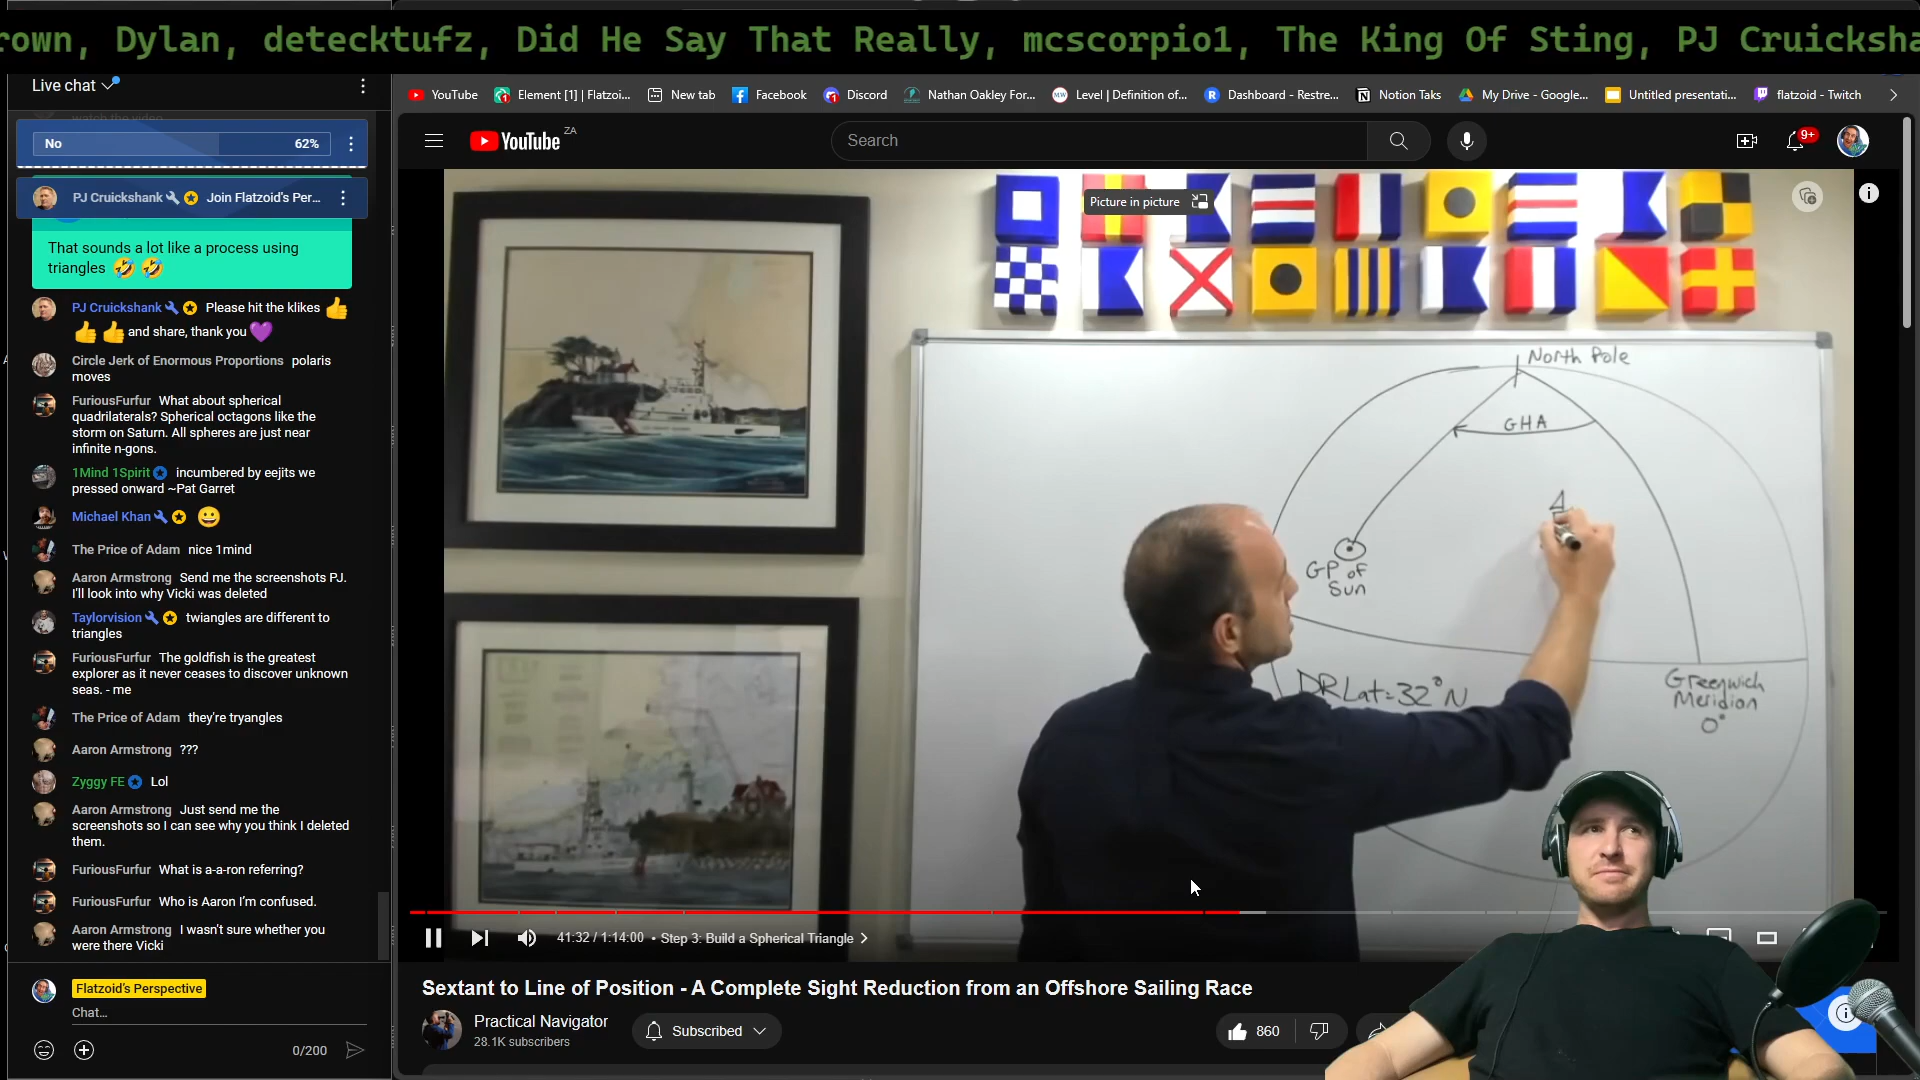 rown, Dylan, detecktufz, Did He Say That Really, mcscorpio1, The King Of Sting, PJ Cruicksha
Live chat
watch the video
No 62%
PJ Cruickshank Join Flatzoid's Per...
That sounds a lot like a process using
triangles 🤣 🤣
PJ Cruickshank Please hit the klikes 👍
👍 👍 and share, thank you 💜
Circle Jerk of Enormous Proportions polaris
moves
FuriousFurfur What about spherical
quadrilaterals? Spherical octagons like the
storm on Saturn. All spheres are just near
infinite n-gons.
1Mind 1Spirit incumbered by eejits we
pressed onward ~Pat Garret
Michael Khan 😀
The Price of Adam nice 1mind
Aaron Armstrong Send me the screenshots PJ.
I'll look into why Vicki was deleted
Taylorvision twiangles are different to
triangles
FuriousFurfur The goldfish is the greatest
explorer as it never ceases to discover unknown
seas. - me
The Price of Adam they're tryangles
Aaron Armstrong ???
Zyggy FE Lol
Aaron Armstrong Just send me the
screenshots so I can see why you think I deleted
them.
FuriousFurfur What is a-a-ron referring?
FuriousFurfur Who is Aaron I'm confused.
Aaron Armstrong I wasn't sure whether you
were there Vicki
Flatzoid's Perspective
Chat...
0/200
YouTube Element [1] | Flatzoi... New tab Facebook Discord Nathan Oakley For... Level | Definition of... Dashboard - Restre... Notion Taks My Drive - Google... Untitled presentati... flatzoid - Twitch
YouTube ZA
Search
9+
Picture in picture
North Pole
GHA
GP of
Sun
DR Lat = 32° N
Greenwich
Meridion
0°
41:32 / 1:14:00 • Step 3: Build a Spherical Triangle
Sextant to Line of Position - A Complete Sight Reduction from an Offshore Sailing Race
Practical Navigator
28.1K subscribers
Subscribed
860